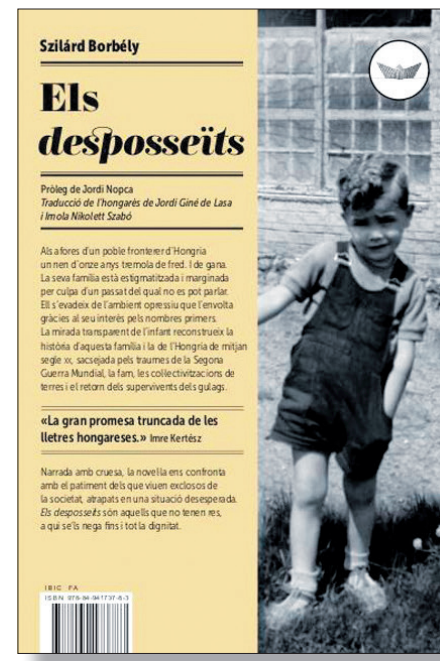 Szilárd Borbély
Els
desposseïts
Pròleg de Jordi Nopca
Traducció de l'hongarès de Jordi Giné de Lasa
i Imola Nikolett Szabó
Als afores d'un poble fronterer d'Hongria
un nen d'onze anys tremola de fred. I de gana.
La seva família està estigmatitzada i marginada
per culpa d'un passat del qual no es pot parlar.
Ell s'evadeix de l'ambient opressiu que l'envolta
gràcies al seu interès pels nombres primers.
La mirada transparent de l'infant reconstrueix la
història d'aquesta família i la de l'Hongria de mitjan
segle xx, sacsejada pels traumes de la Segona
Guerra Mundial, la fam, les col·lectivitzacions de
terres i el retorn dels supervivents dels gulags.
«La gran promesa truncada de les
lletres hongareses.» Imre Kertész
Narrada amb cruesa, la novel·la ens confronta
amb el patiment dels que viuen exclosos de
la societat, atrapats en una situació desesperada.
Els desposseïts són aquells que no tenen res,
a qui se'ls nega fins i tot la dignitat.
IBIC FA
ISBN 978-84-941737-6-3